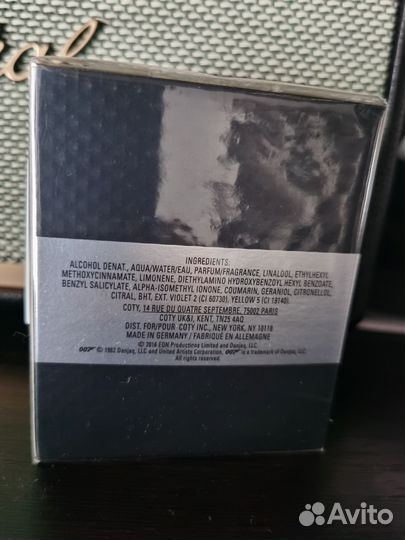 INGREDIENTS:
ALCOHOL DENAT., AQUA/WATER/EAU, PARFUM/FRAGRANCE, LINALOOL, ETHYLHEXYL
METHOXYCINNAMATE, LIMONENE, DIETHYLAMINO HYDROXYBENZOYL HEXYL BENZOATE,
BENZYL SALICYLATE, ALPHA-ISOMETHYL IONONE, COUMARIN, GERANIOL, CITRONELLOL,
CITRAL, BHT, EXT. VIOLET 2 (CI 60730), YELLOW 5 (CI 19140).
COTY, 14 RUE DU QUATRE SEPTEMBRE, 75002 PARIS
COTY UK&I, KENT, TN25 4AQ
DIST. FOR/POUR COTY INC., NEW YORK, NY 10118
MADE IN GERMANY / FABRIQUÉ EN ALLEMAGNE
© 2016 EON Productions Limited and Danjaq, LLC.
007 © 1962 Danjaq, LLC and United Artists Corporation. 007 is a trademark of Danjaq, LLC.
Avito